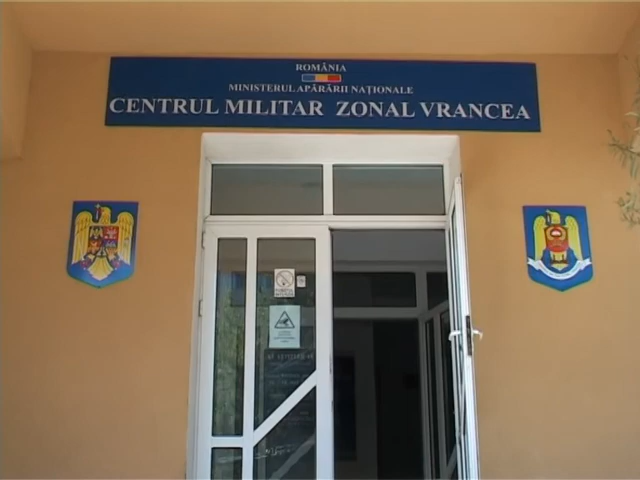 ROMÂNIA
MINISTERUL APĂRĂRII NAȚIONALE
CENTRUL MILITAR ZONAL VRANCEA